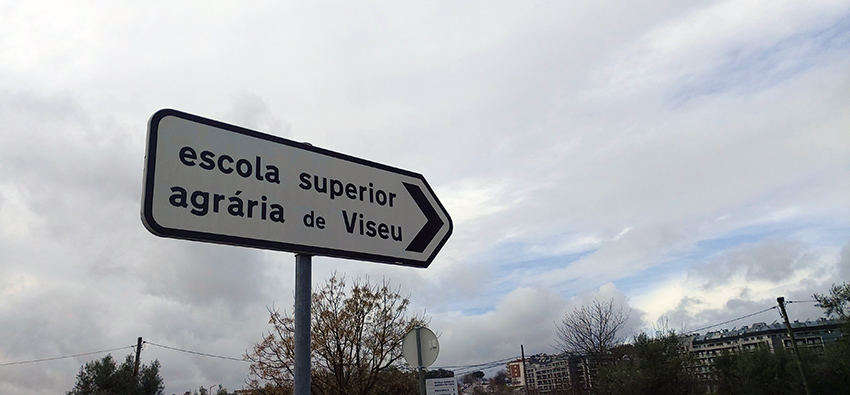 escola superior
agrária de Viseu